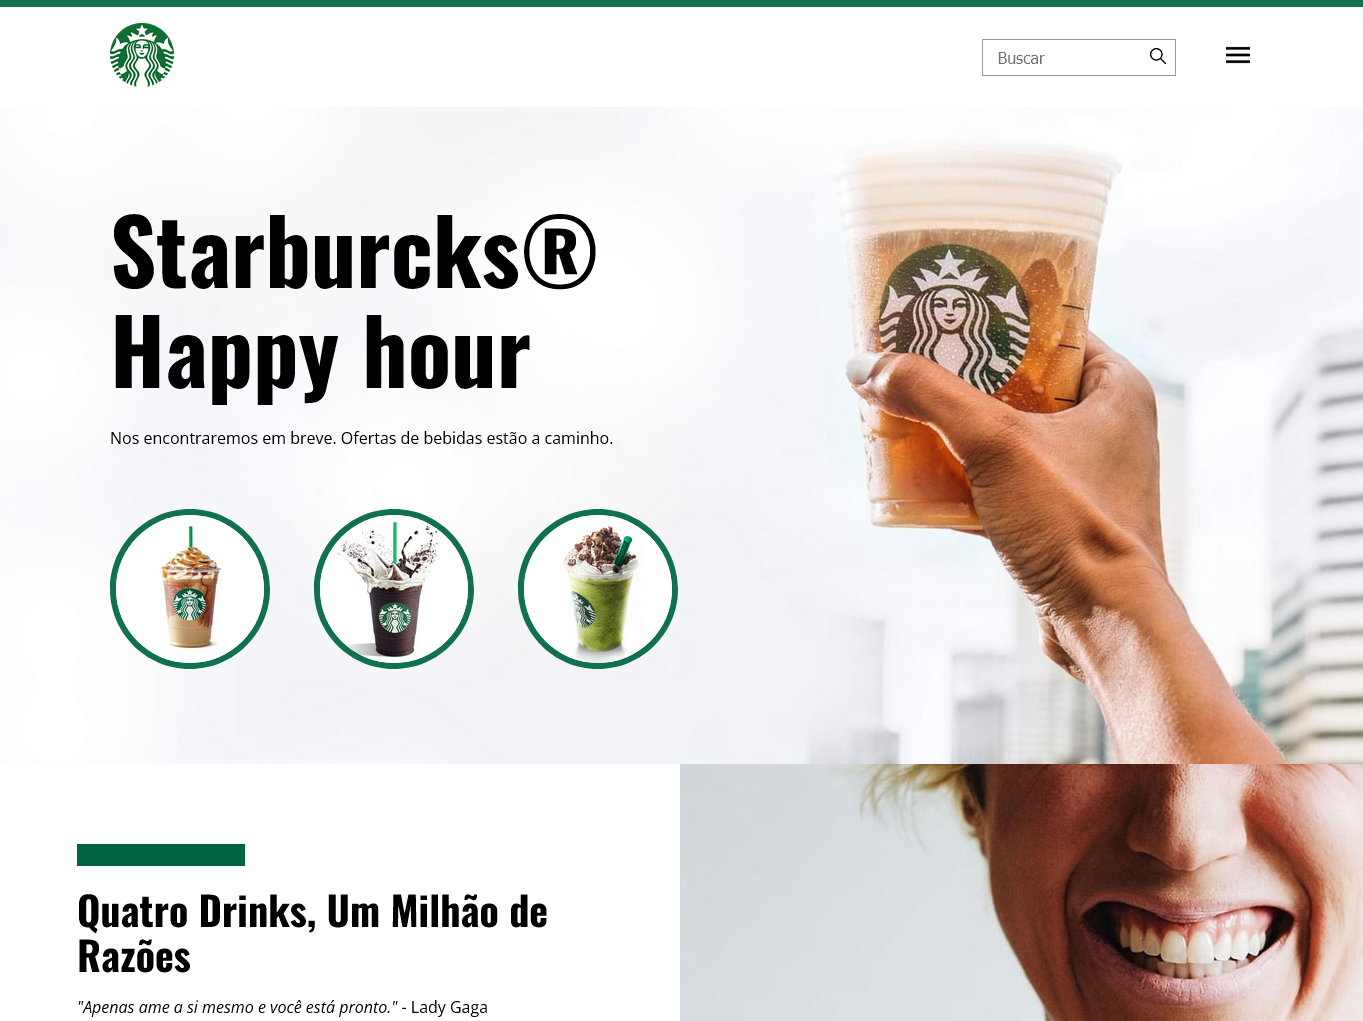 Buscar
Starburcks®
Happy hour
Nos encontraremos em breve. Ofertas de bebidas estão a caminho.
Quatro Drinks, Um Milhão de
Razões
"Apenas ame a si mesmo e você está pronto." - Lady Gaga